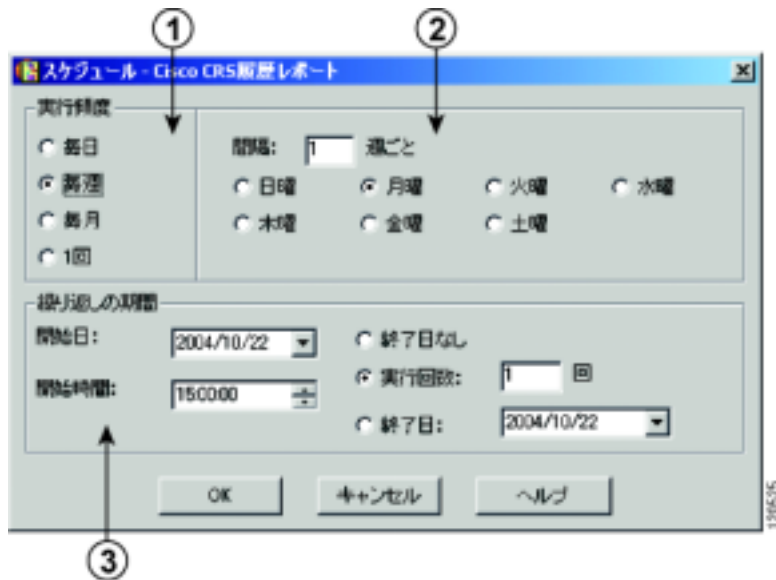 1 2
スケジュール - Cisco CRS履歴レポート
実行頻度
毎日
毎週
毎月
1回
間隔: 1 週ごと
日曜 月曜 火曜 水曜
木曜 金曜 土曜
繰り返しの期間
開始日: 2004/10/22
開始時間: 15:00:00
終了日なし
実行回数: 1 回
終了日: 2004/10/22
OK キャンセル ヘルプ
3